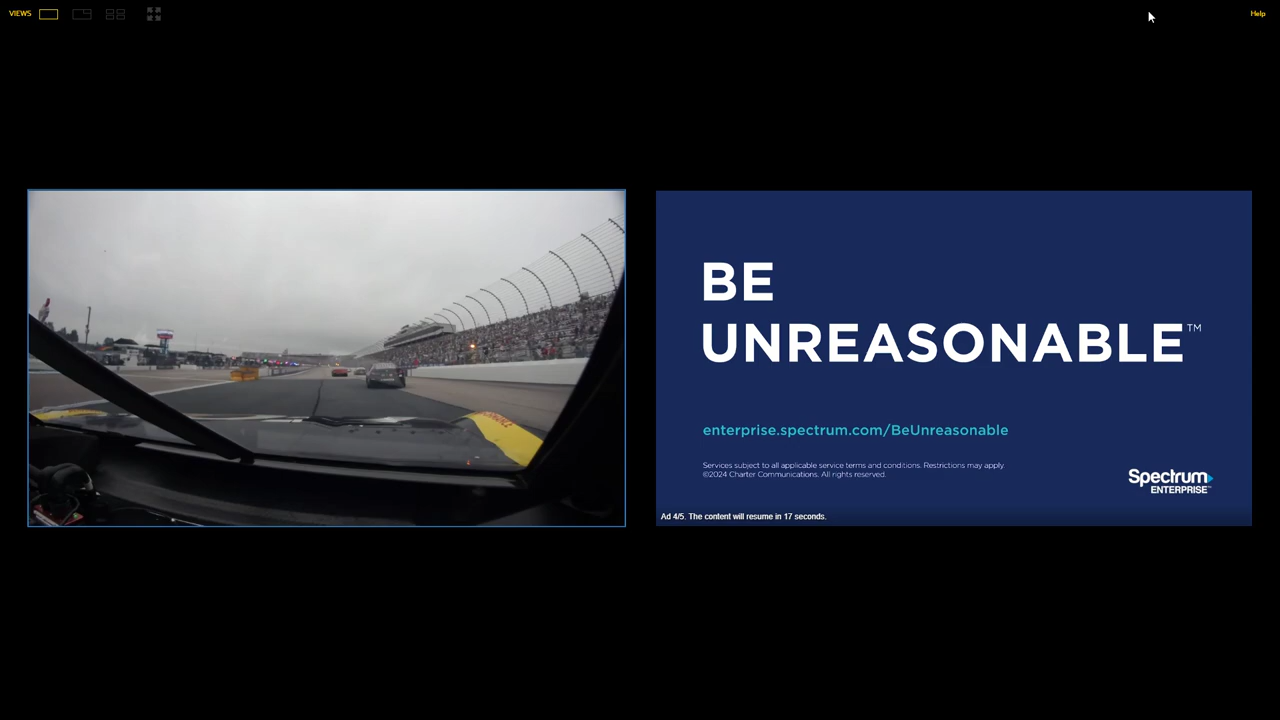 VIEWS
Help
BE
UNREASONABLE™
enterprise.spectrum.com/BeUnreasonable
Services subject to all applicable service terms and conditions. Restrictions may apply.
©2024 Charter Communications. All rights reserved.
Spectrum
ENTERPRISE™
Ad 4/5. The content will resume in 17 seconds.